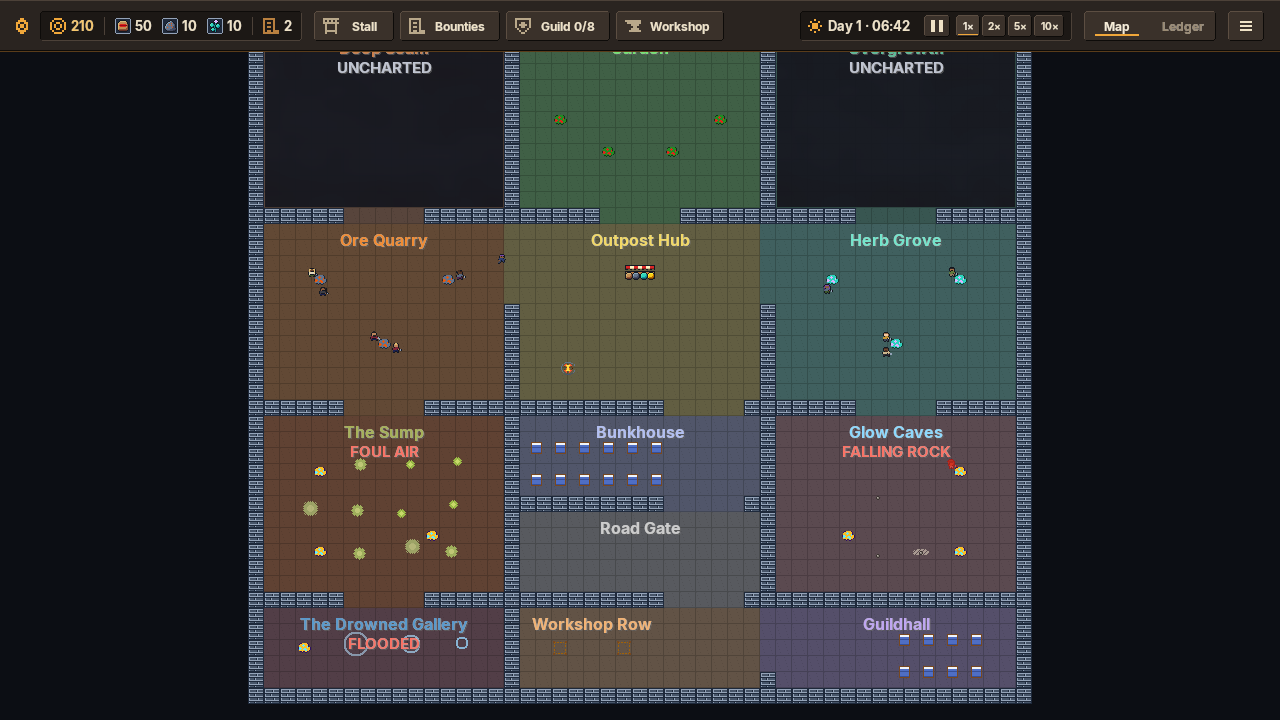 210 50 10 10 2
Stall
Bounties
Guild 0/8
Workshop
Day 1 · 06:42
1× 2× 5× 10×
Map
Ledger
UNCHARTED
UNCHARTED
Ore Quarry
Outpost Hub
Herb Grove
The Sump
FOUL AIR
Bunkhouse
Glow Caves
FALLING ROCK
Road Gate
The Drowned Gallery
FLOODED
Workshop Row
Guildhall